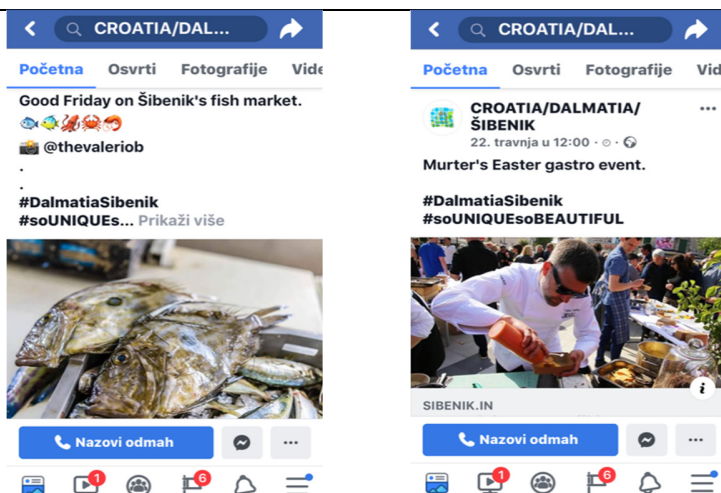 CROATIA/DAL...
Početna Osvrti Fotografije Vide
Good Friday on Šibenik's fish market.
🐟🐠🦑🦀🦐
📸 @thevaleriob
.
.
#DalmatiaSibenik
#soUNIQUEs... Prikaži više
Nazovi odmah
1
6
CROATIA/DAL...
Početna Osvrti Fotografije Vid
CROATIA/DALMATIA/
ŠIBENIK
22. travnja u 12:00
Murter's Easter gastro event.
#DalmatiaSibenik
#soUNIQUEsoBEAUTIFUL
i
SIBENIK.IN
Nazovi odmah
1
6